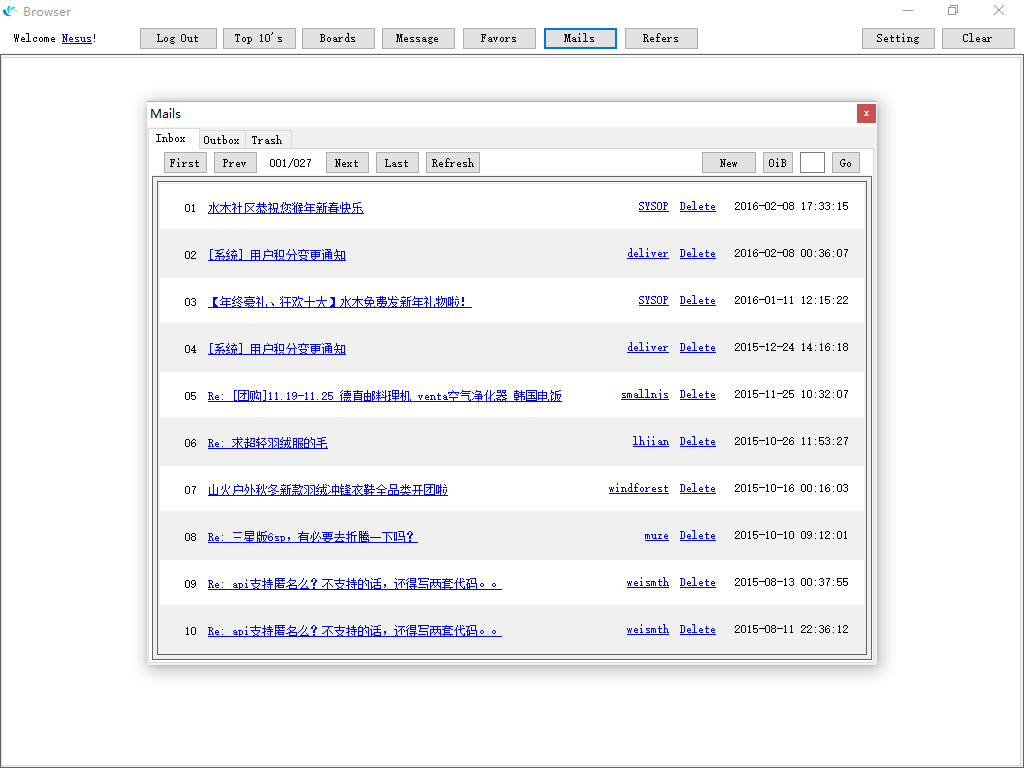 Browser
Welcome Nesus!
Log Out
Top 10's
Boards
Message
Favors
Mails
Refers
Setting
Clear
Mails
x
Inbox
Outbox
Trash
First
Prev
001/027
Next
Last
Refresh
New
OiB
Go
01 水木社区恭祝您猴年新春快乐 SYSOP Delete 2016-02-08 17:33:15
02 [系统] 用户积分变更通知 deliver Delete 2016-02-08 00:36:07
03 【年终豪礼、狂欢十大】水木免费发新年礼物啦! SYSOP Delete 2016-01-11 12:15:22
04 [系统] 用户积分变更通知 deliver Delete 2015-12-24 14:16:18
05 Re: [团购]11.19-11.25 德直邮料理机 venta空气净化器 韩国电饭 smallnjs Delete 2015-11-25 10:32:07
06 Re: 求超轻羽绒服的毛 lhjian Delete 2015-10-26 11:53:27
07 山火户外秋冬新款羽绒冲锋衣鞋全品类开团啦 windforest Delete 2015-10-16 00:16:03
08 Re: 三星版6sp，有必要去折腾一下吗？ muze Delete 2015-10-10 09:12:01
09 Re: api支持匿名么？不支持的话，还得写两套代码。。 weismth Delete 2015-08-13 00:37:55
10 Re: api支持匿名么？不支持的话，还得写两套代码。。 weismth Delete 2015-08-11 22:36:12